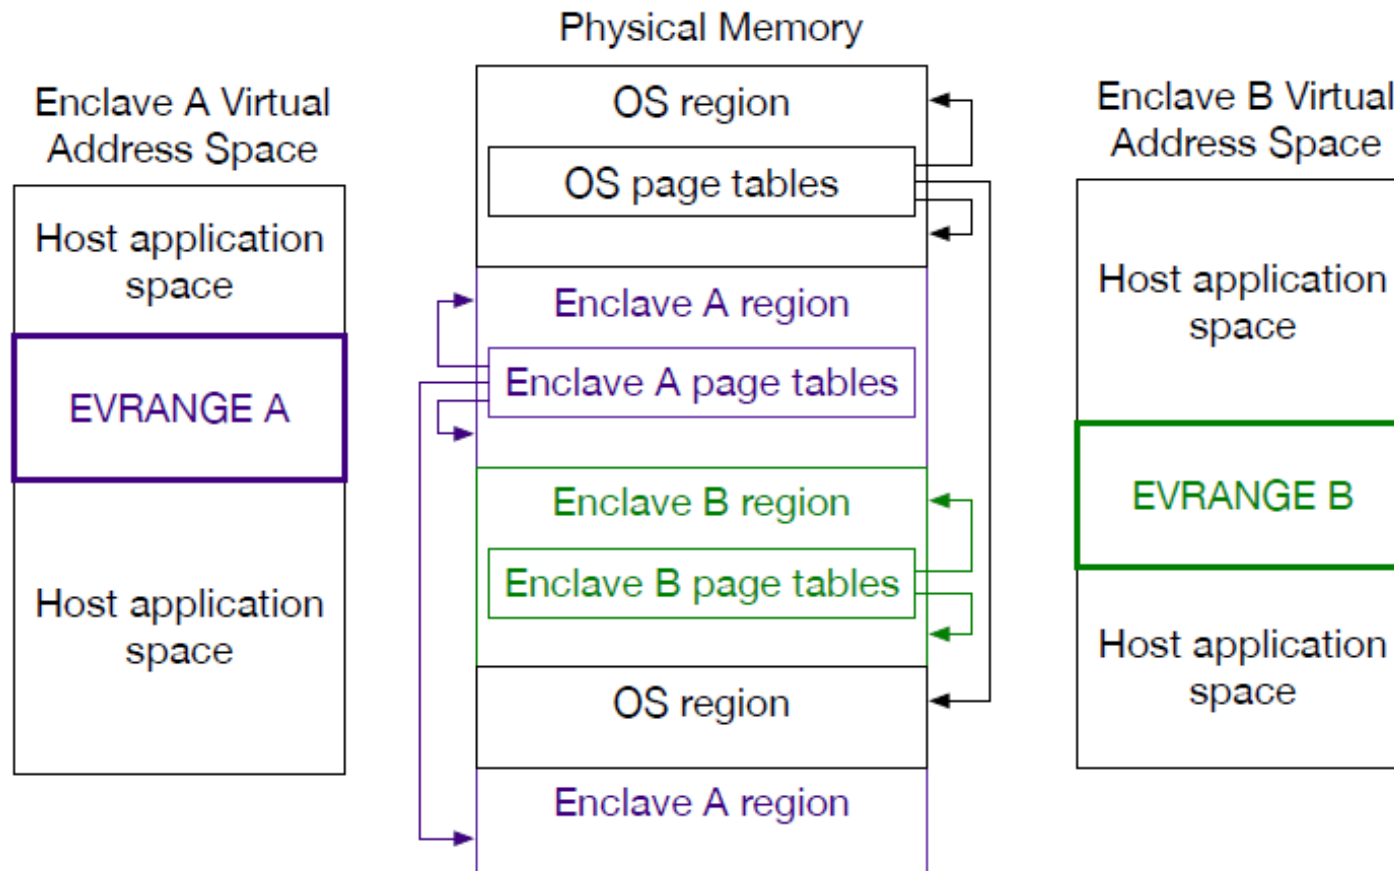 Physical Memory
Enclave A Virtual
Address Space
Host application
space
EVRANGE A
Host application
space
OS region
OS page tables
Enclave A region
Enclave A page tables
Enclave B region
Enclave B page tables
OS region
Enclave A region
Enclave B Virtual
Address Space
Host application
space
EVRANGE B
Host application
space